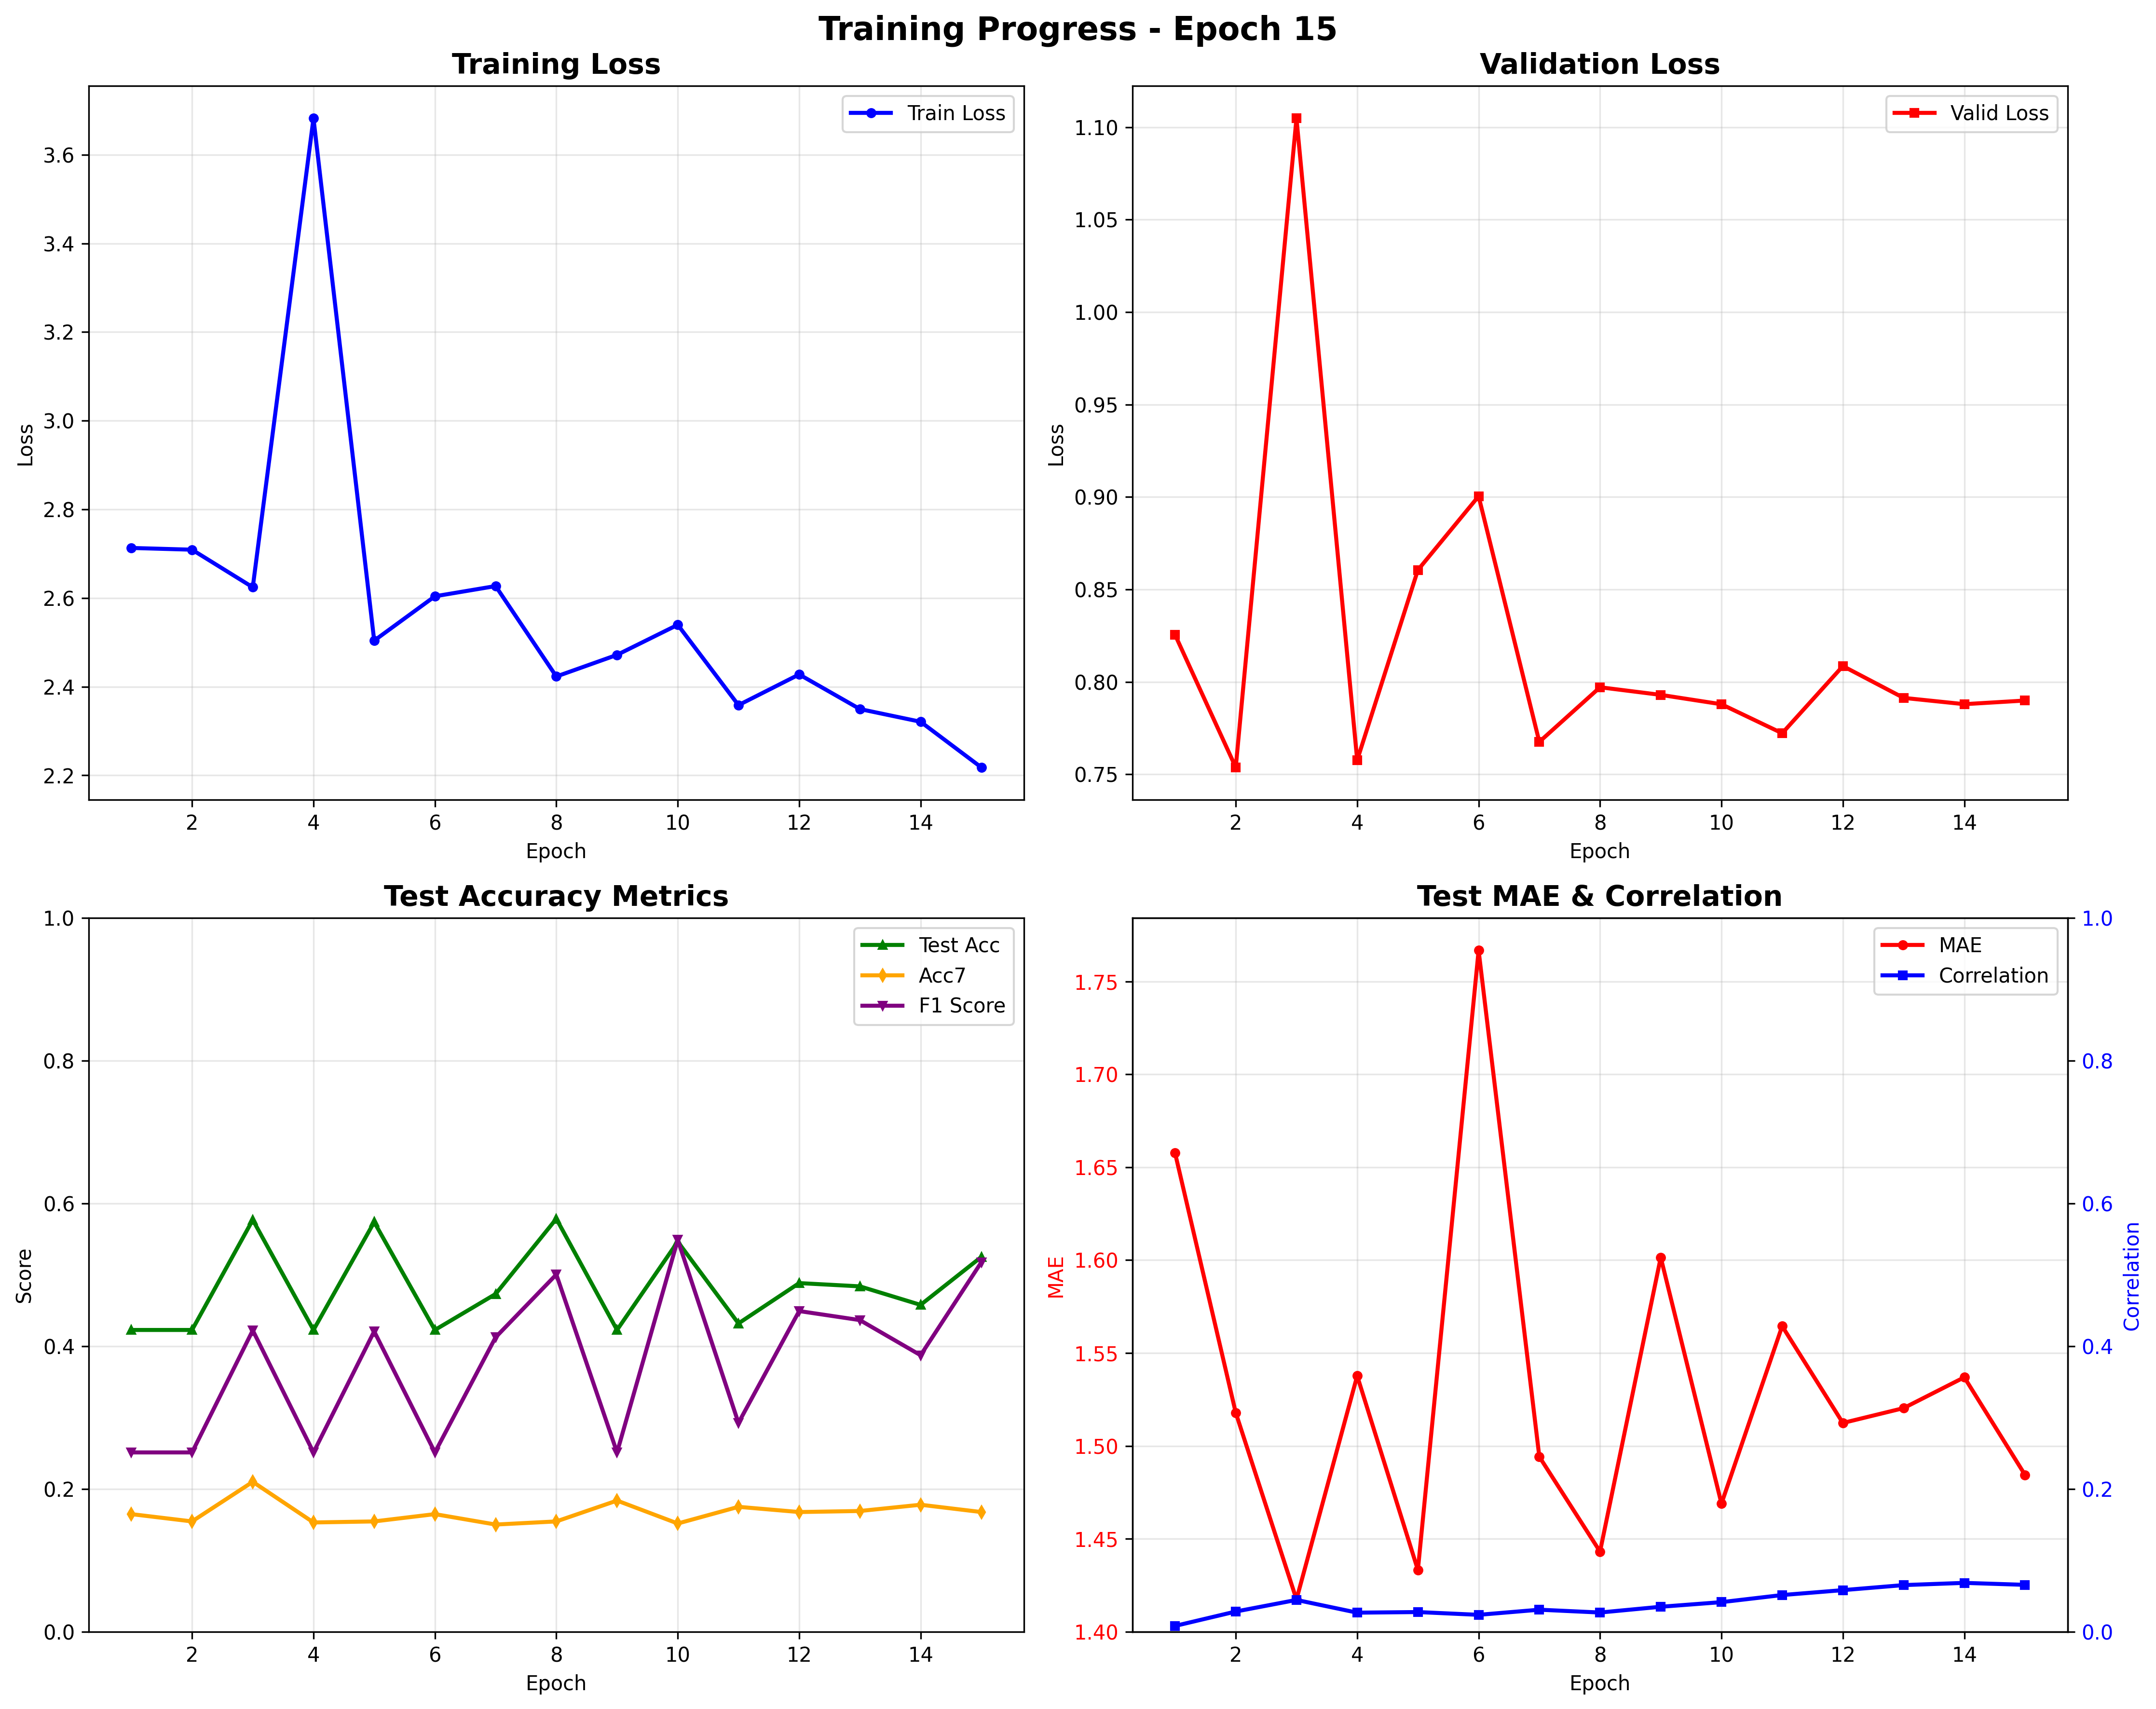 Training Progress - Epoch 15
Training Loss
Train Loss
3.6
3.4
3.2
3.0
2.8
2.6
2.4
2.2
Loss
2 4 6 8 10 12 14
Epoch
Validation Loss
Valid Loss
1.10
1.05
1.00
0.95
0.90
0.85
0.80
0.75
Loss
2 4 6 8 10 12 14
Epoch
Test Accuracy Metrics
Test Acc
Acc7
F1 Score
1.0
0.8
0.6
0.4
0.2
0.0
Score
2 4 6 8 10 12 14
Epoch
Test MAE & Correlation
MAE
Correlation
1.75
1.70
1.65
1.60
1.55
1.50
1.45
1.40
MAE
1.0
0.8
0.6
0.4
0.2
0.0
Correlation
2 4 6 8 10 12 14
Epoch